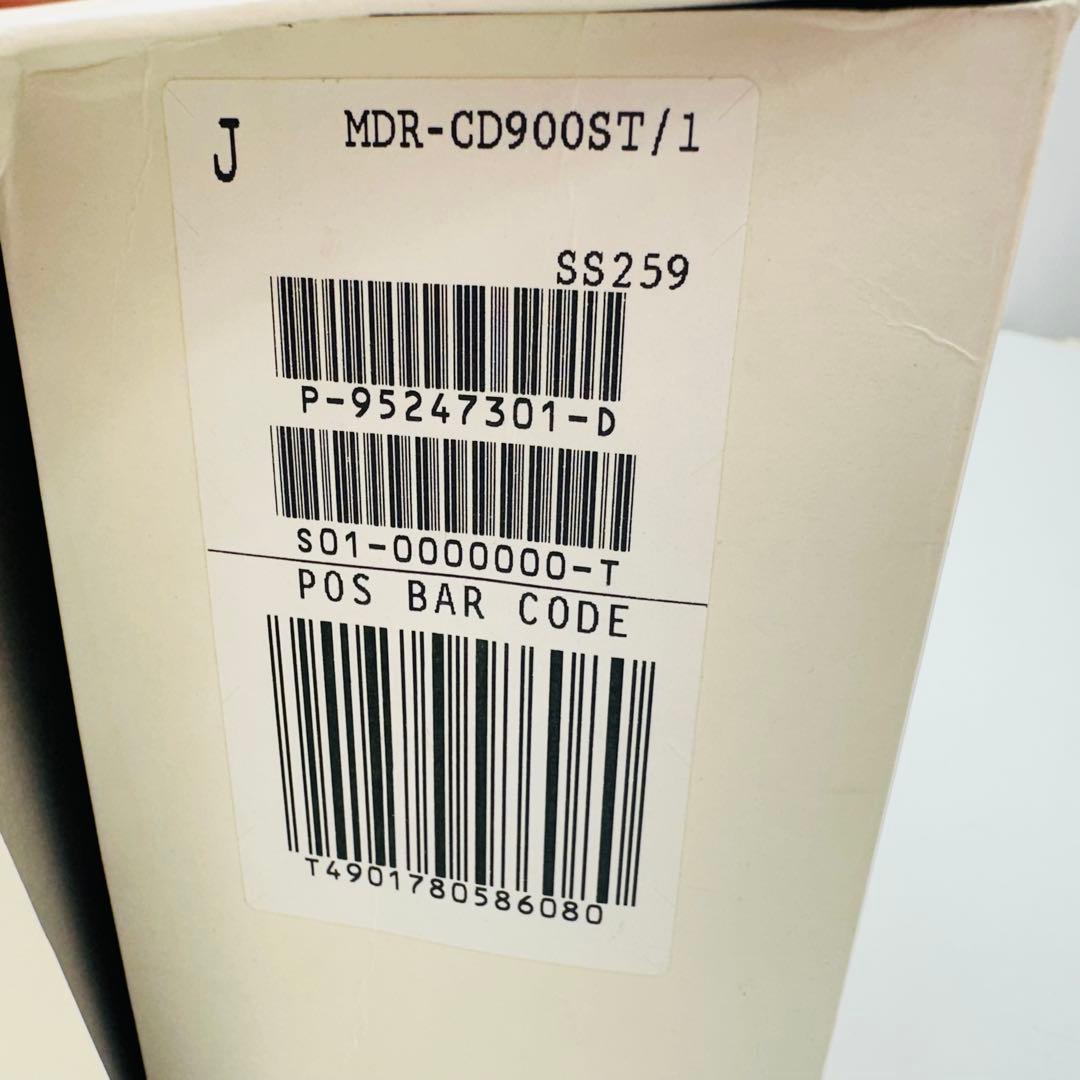 J MDR-CD900ST/1
SS259
P-95247301-D
S01-0000000-T
POS BAR CODE
T4901780586080